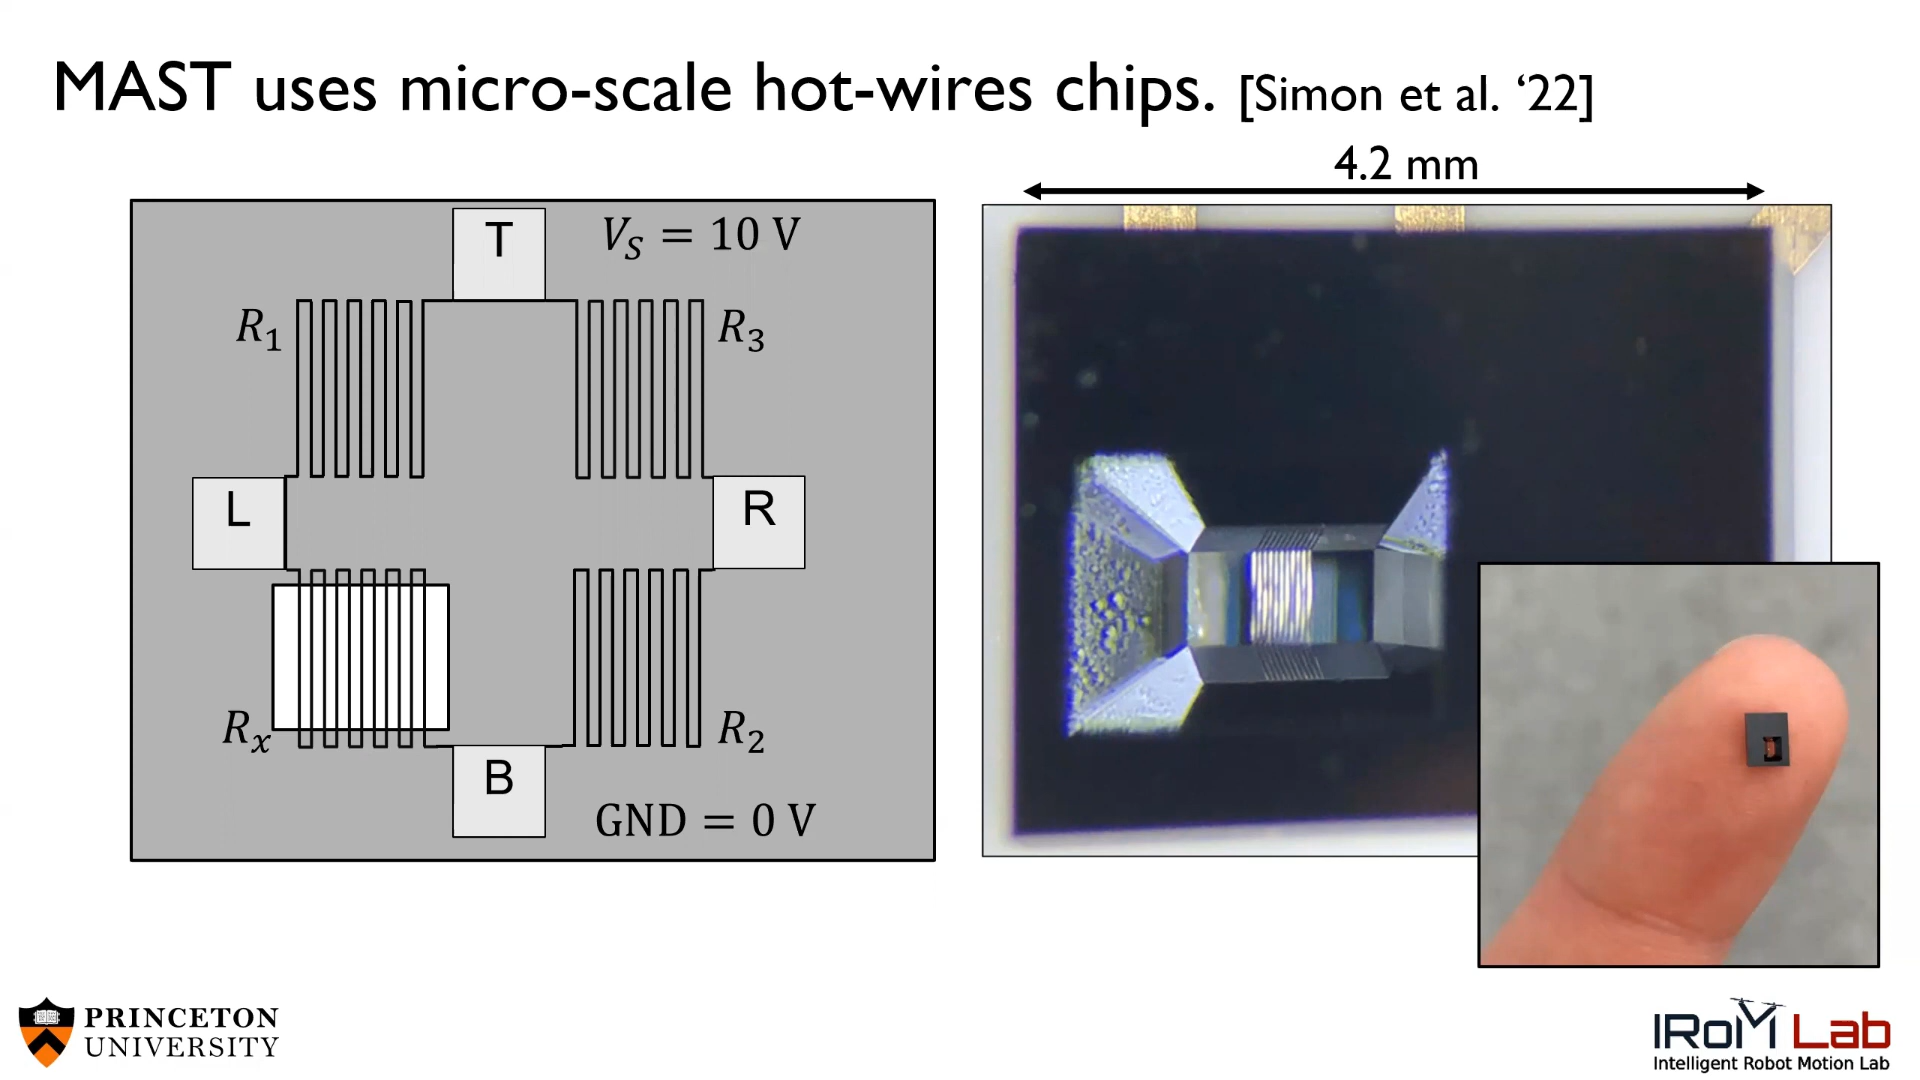 MAST uses micro-scale hot-wires chips. [Simon et al. ‘22]
4.2 mm
T
V_S = 10 V
R_1
R_3
L
R
R_x
R_2
B
GND = 0 V
PRINCETON
UNIVERSITY
IRoM Lab
Intelligent Robot Motion Lab